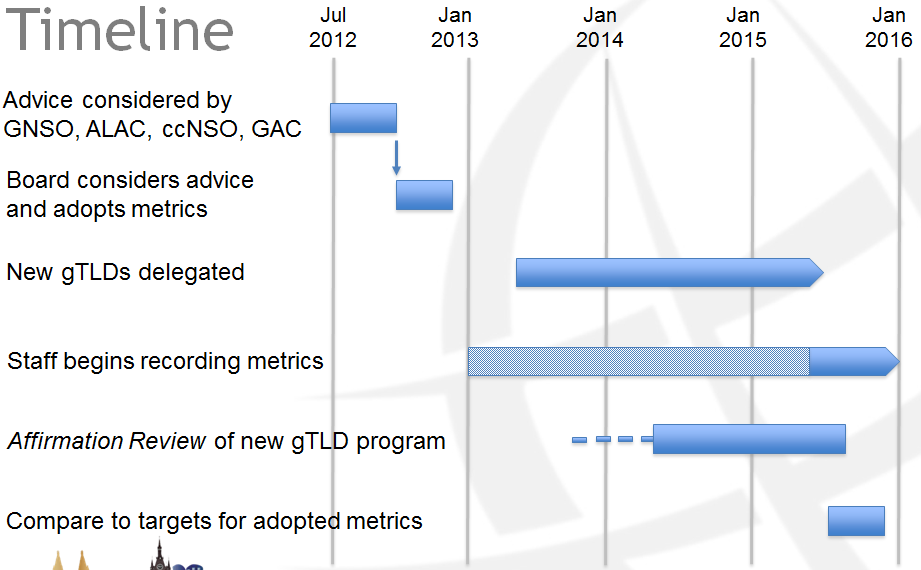 Timeline
Jul
2012
Jan
2013
Jan
2014
Jan
2015
Jan
2016
Advice considered by
GNSO, ALAC, ccNSO, GAC
Board considers advice
and adopts metrics
New gTLDs delegated
Staff begins recording metrics
Affirmation Review of new gTLD program
Compare to targets for adopted metrics